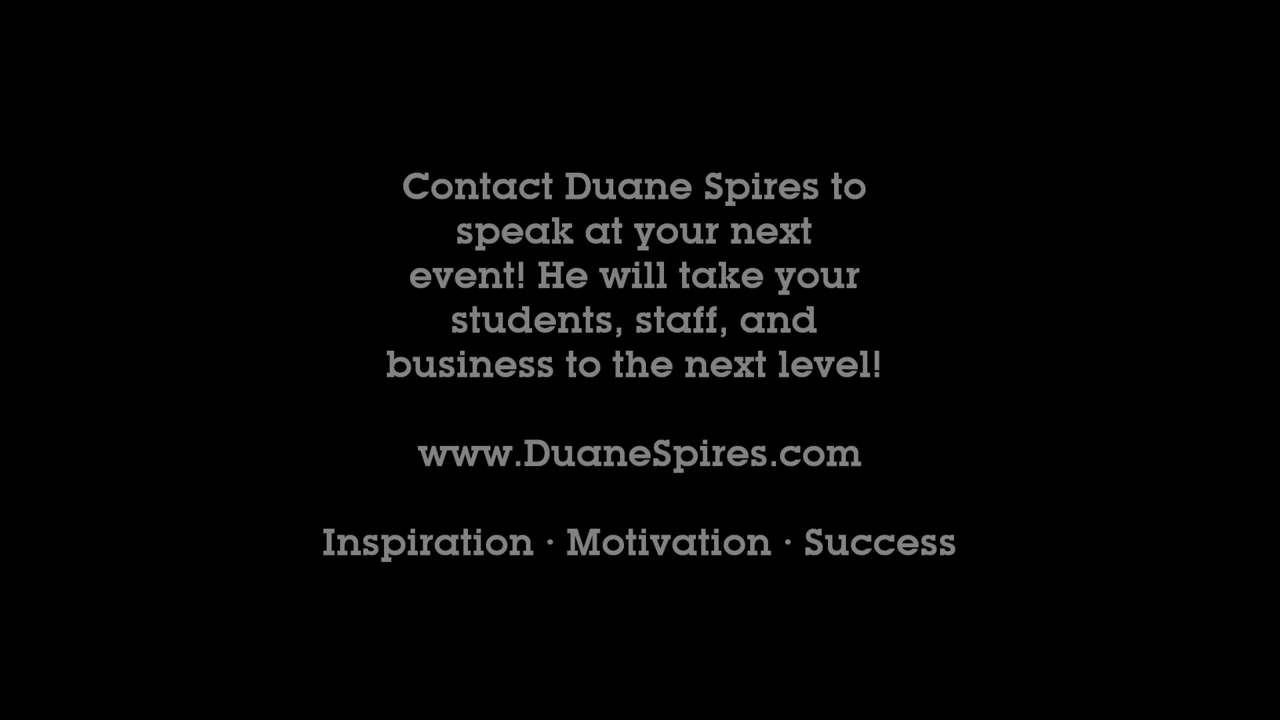 Contact Duane Spires to
speak at your next
event! He will take your
students, staff, and
business to the next level!
www.DuaneSpires.com
Inspiration · Motivation · Success